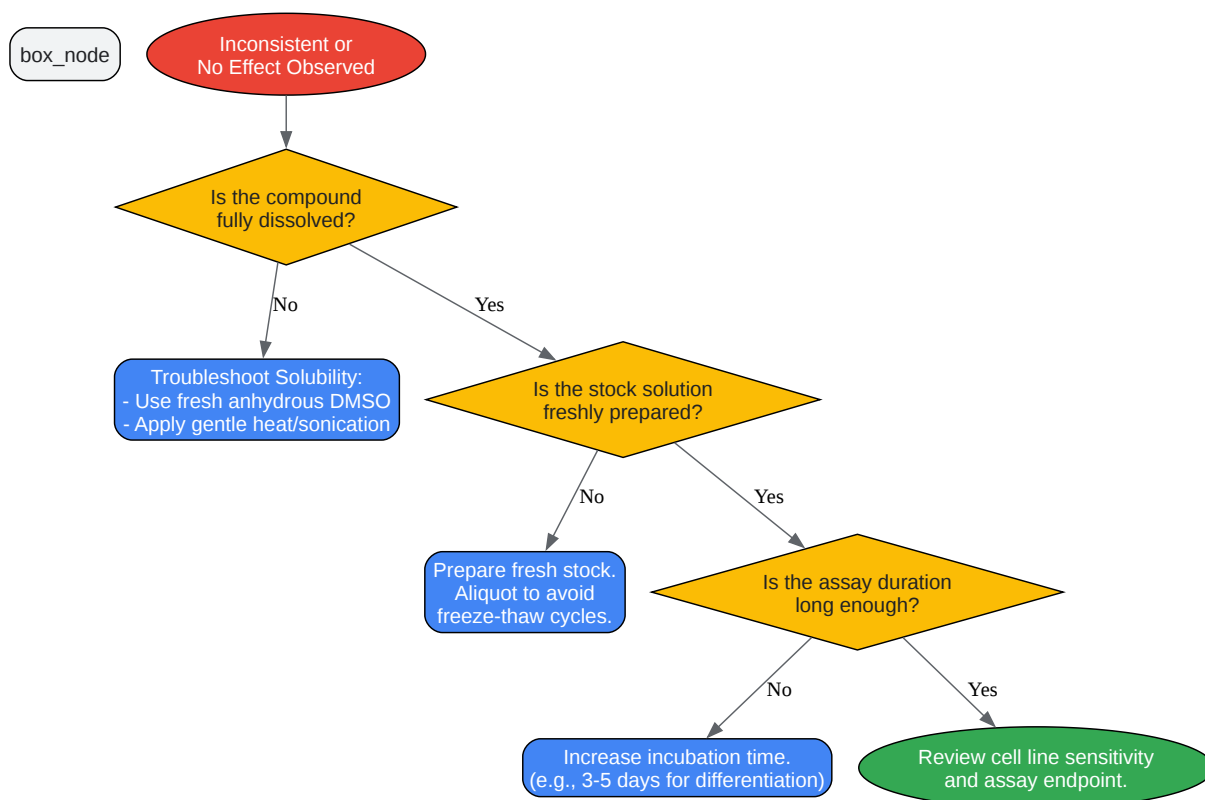 box_node
Inconsistent or
No Effect Observed
Is the compound
fully dissolved?
No
Yes
Troubleshoot Solubility:
- Use fresh anhydrous DMSO
- Apply gentle heat/sonication
Is the stock solution
freshly prepared?
No
Yes
Prepare fresh stock.
Aliquot to avoid
freeze-thaw cycles.
Is the assay duration
long enough?
No
Yes
Increase incubation time.
(e.g., 3-5 days for differentiation)
Review cell line sensitivity
and assay endpoint.